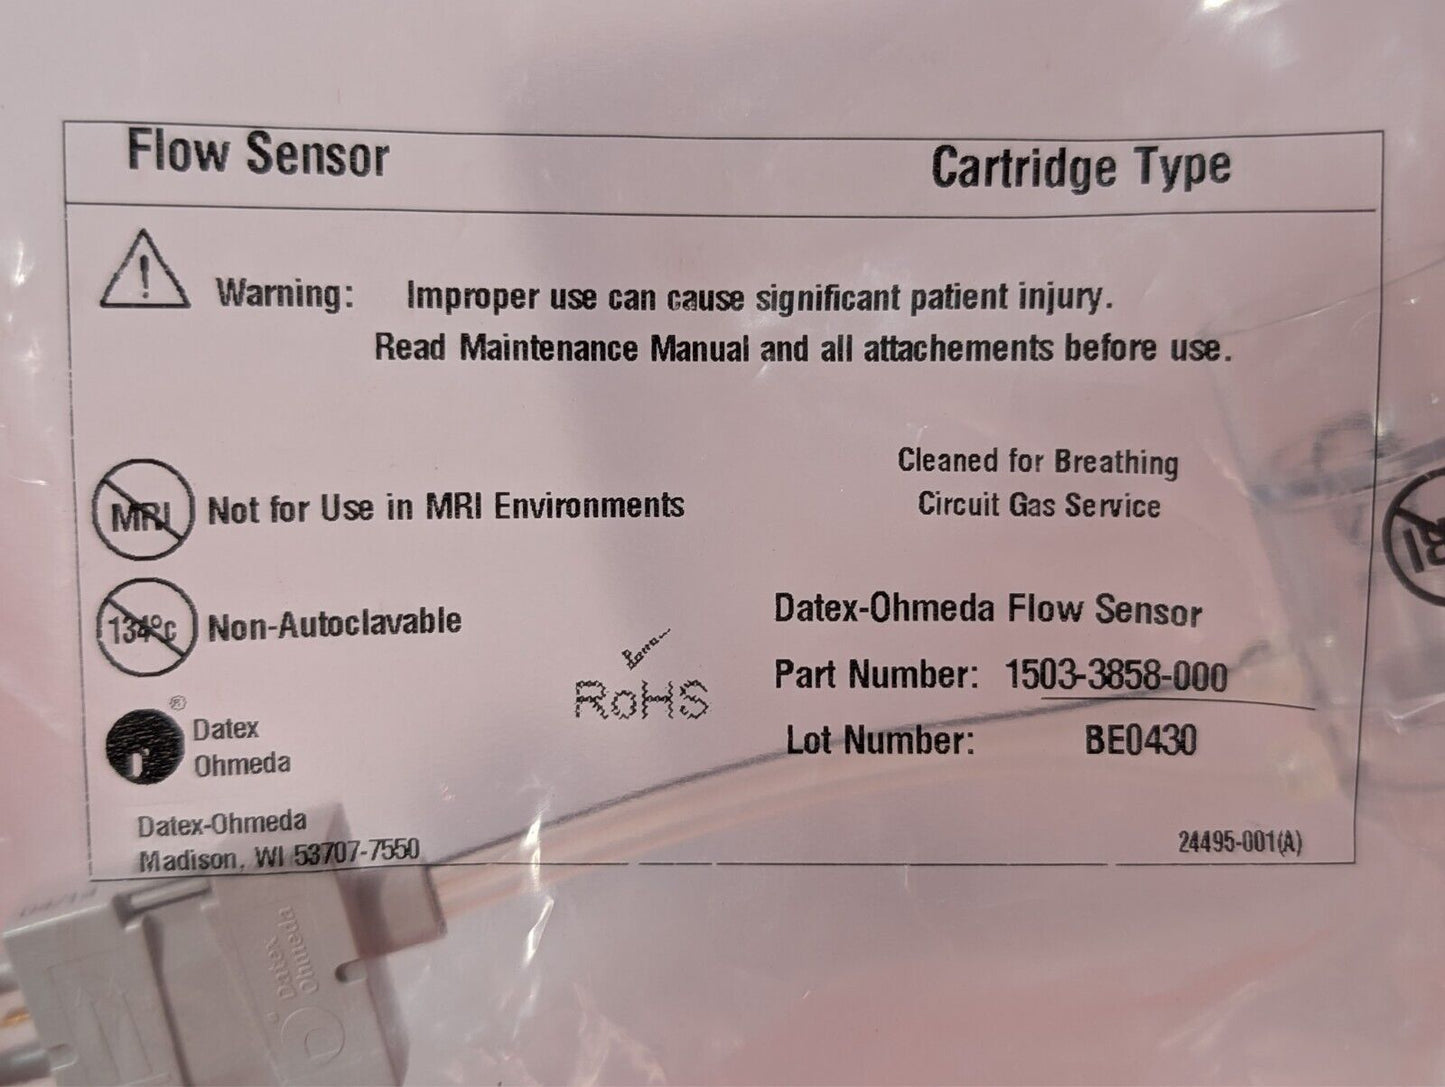 Flow Sensor Cartridge Type
Warning: Improper use can cause significant patient injury.
Read Maintenance Manual and all attachements before use.
Cleaned for Breathing
Circuit Gas Service
MRI Not for Use in MRI Environments
134°c Non-Autoclavable
RoHS
® Datex
Ohmeda
Datex-Ohmeda
Madison, WI 53707-7550
Datex-Ohmeda Flow Sensor
Part Number: 1503-3858-000
Lot Number: BE0430
24495-001(A)
Datex
Ohmeda